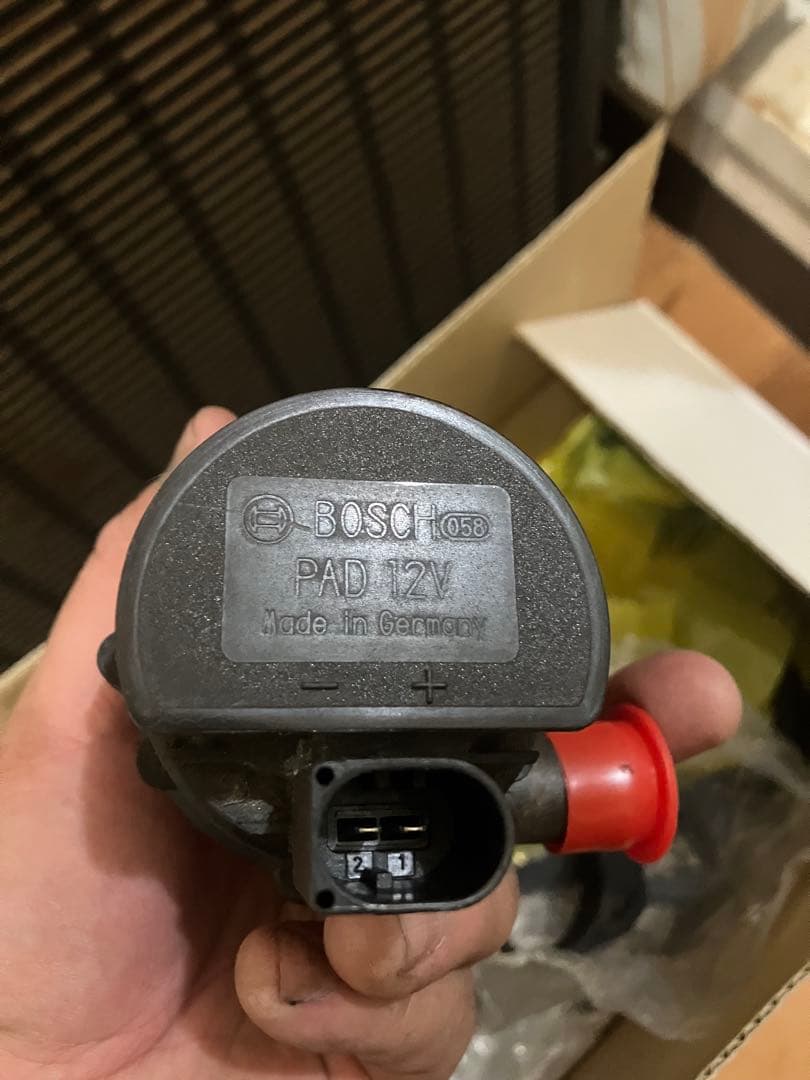 BOSCH 058
PAD 12V
Made in Germany
− +
2 1